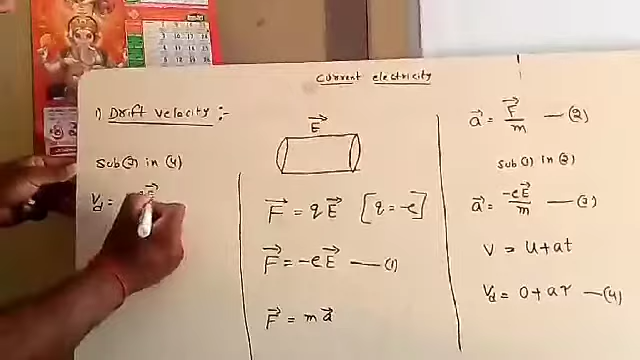 Current electricity
1) Drift velocity :-
Sub (3) in (4)
V⃗d = -eE⃗
E⃗
F⃗ = qE⃗ [q = -e]
F⃗ = -eE⃗ —(1)
F⃗ = ma⃗
a⃗ = F⃗/m —(2)
Sub (1) in (2)
a⃗ = -eE⃗/m —(3)
V = u+at
Vd = 0+aτ —(4)